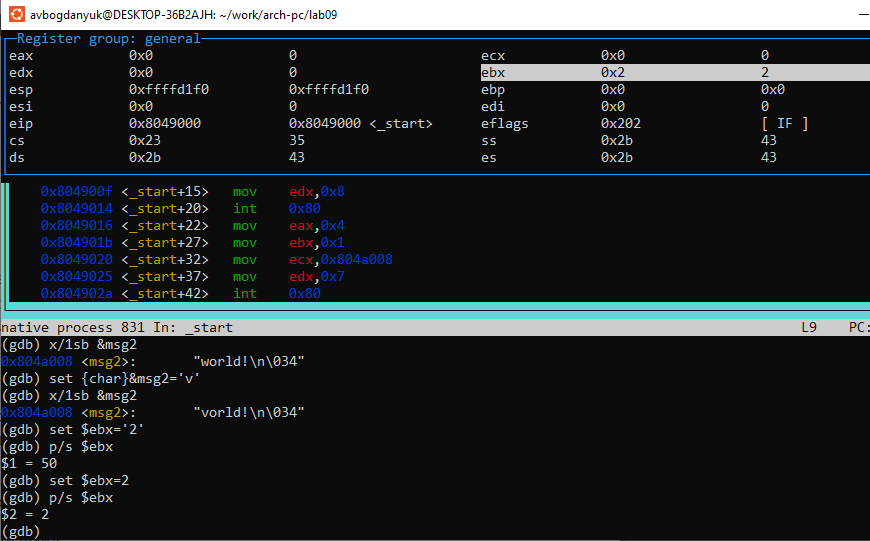 avbogdanyuk@DESKTOP-36B2AJH: ~/work/arch-pc/lab09
Register group: general
eax 0x0 0 ecx 0x0 0
edx 0x0 0 ebx 0x2 2
esp 0xffffd1f0 0xffffd1f0 ebp 0x0 0x0
esi 0x0 0 edi 0x0 0
eip 0x8049000 0x8049000 <_start> eflags 0x202 [ IF ]
cs 0x23 35 ss 0x2b 43
ds 0x2b 43 es 0x2b 43
0x804900f <_start+15> mov edx,0x8
0x8049014 <_start+20> int 0x80
0x8049016 <_start+22> mov eax,0x4
0x804901b <_start+27> mov ebx,0x1
0x8049020 <_start+32> mov ecx,0x804a008
0x8049025 <_start+37> mov edx,0x7
0x804902a <_start+42> int 0x80
native process 831 In: _start L9 PC:
(gdb) x/1sb &msg2
0x804a008 <msg2>: "world!\n\034"
(gdb) set {char}&msg2='v'
(gdb) x/1sb &msg2
0x804a008 <msg2>: "vorld!\n\034"
(gdb) set $ebx='2'
(gdb) p/s $ebx
$1 = 50
(gdb) set $ebx=2
(gdb) p/s $ebx
$2 = 2
(gdb)